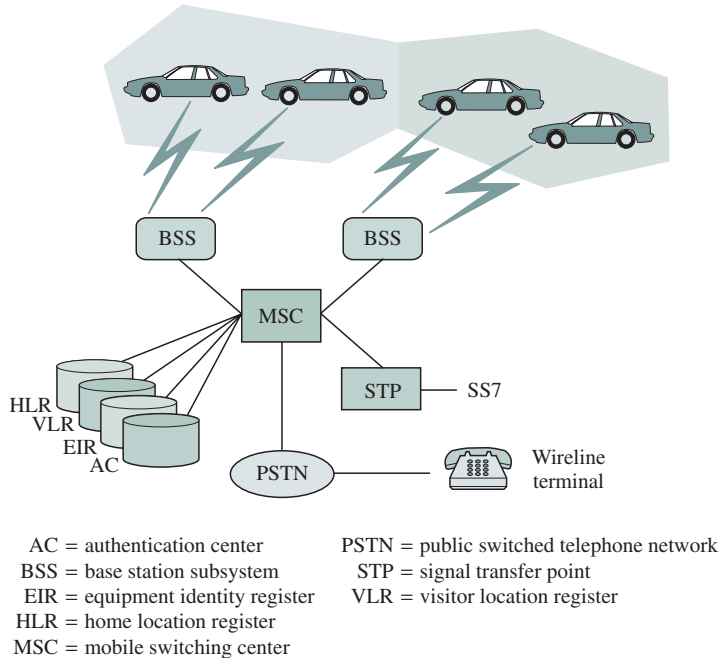 BSS
BSS
MSC
STP
SS7
HLR
VLR
EIR
AC
PSTN
Wireline
terminal
AC = authentication center
BSS = base station subsystem
EIR = equipment identity register
HLR = home location register
MSC = mobile switching center
PSTN = public switched telephone network
STP = signal transfer point
VLR = visitor location register